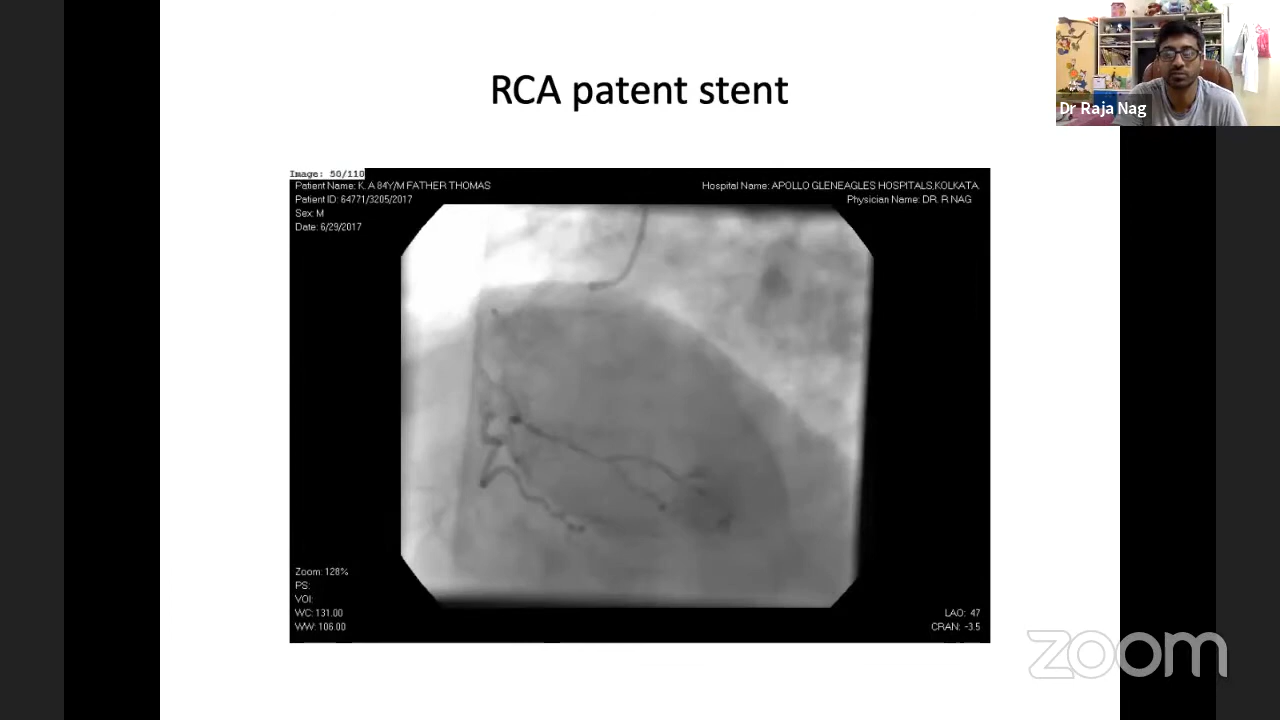 RCA patent stent
Dr Raja Nag
Image: 50/110
Patient Name: K. A 84Y/M FATHER THOMAS
Hospital Name: APOLLO GLENEAGLES HOSPITALS,KOLKATA
Patient ID: 64771/3205/2017
Physician Name: DR. R NAG
Sex: M
Date: 6/29/2017
Zoom: 128%
PS:
VOI:
WC: 131.00
LAO: 47
WW: 106.00
CRAN: -3.5
zoom